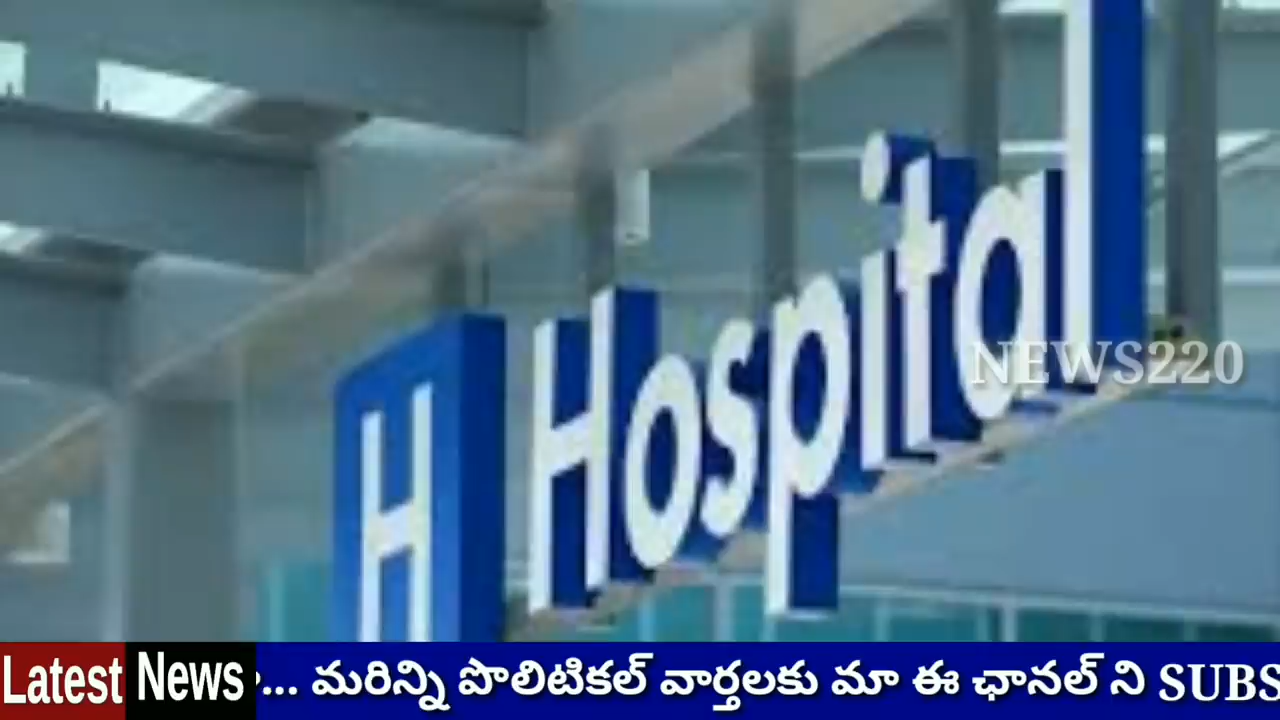 H Hospital
NEWS220
Latest News ... మరిన్ని పొలిటికల్ వార్తలకు మా ఈ ఛానల్ ని SUBS